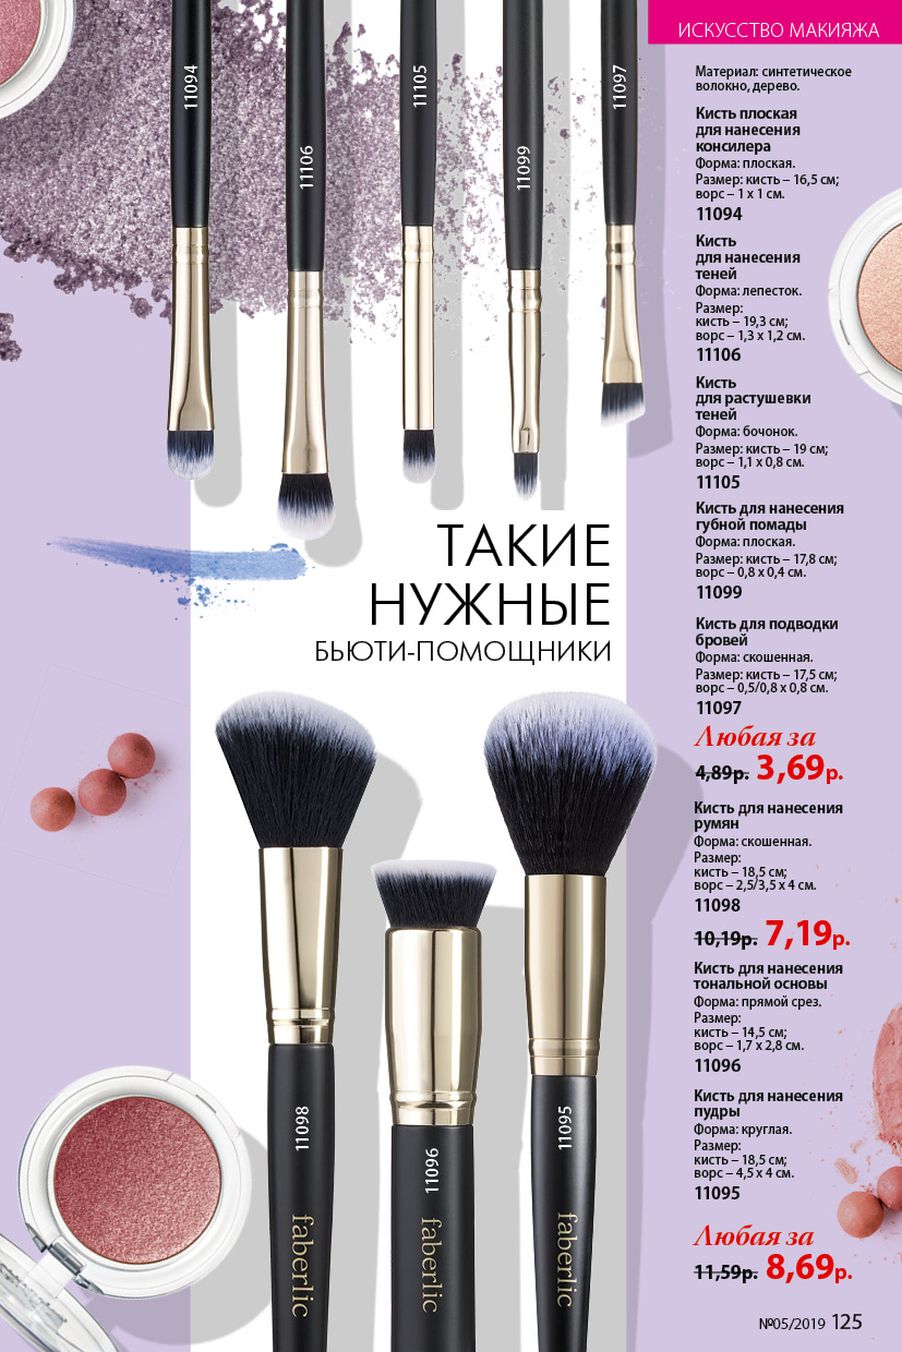 ИСКУССТВО МАКИЯЖА
11094
11106
11105
11099
11097
Материал: синтетическое
волокно, дерево.
Кисть плоская
для нанесения
консилера
Форма: плоская.
Размер: кисть – 16,5 см;
ворс – 1 x 1 см.
11094
Кисть
для нанесения
теней
Форма: лепесток.
Размер:
кисть – 19,3 см;
ворс – 1,3 x 1,2 см.
11106
Кисть
для растушевки
теней
Форма: бочонок.
Размер: кисть – 19 см;
ворс – 1,1 x 0,8 см.
11105
Кисть для нанесения
губной помады
Форма: плоская.
Размер: кисть – 17,8 см;
ворс – 0,8 x 0,4 см.
11099
Кисть для подводки
бровей
Форма: скошенная.
Размер: кисть – 17,5 см;
ворс – 0,5/0,8 x 0,8 см.
11097
Любая за
4,89р. 3,69р.
Кисть для нанесения
румян
Форма: скошенная.
Размер:
кисть – 18,5 см;
ворс – 2,5/3,5 x 4 см.
11098
10,19р. 7,19р.
Кисть для нанесения
тональной основы
Форма: прямой срез.
Размер:
кисть – 14,5 см;
ворс – 1,7 x 2,8 см.
11096
Кисть для нанесения
пудры
Форма: круглая.
Размер:
кисть – 18,5 см;
ворс – 4,5 x 4 см.
11095
Любая за
11,59р. 8,69р.
ТАКИЕ
НУЖНЫЕ
БЬЮТИ-ПОМОЩНИКИ
11098
faberlic
11096
faberlic
11095
faberlic
№05/2019 125